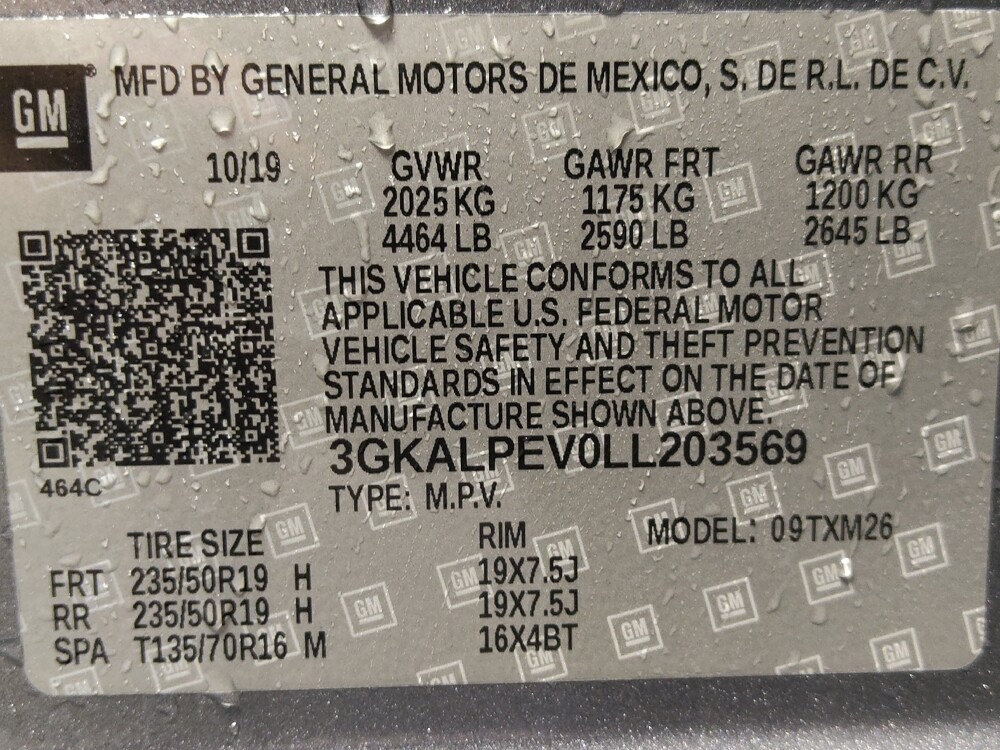 GM
MFD BY GENERAL MOTORS DE MEXICO, S. DE R.L. DE C.V.
10/19 GVWR GAWR FRT GAWR RR
2025 KG 1175 KG 1200 KG
4464 LB 2590 LB 2645 LB
THIS VEHICLE CONFORMS TO ALL
APPLICABLE U.S. FEDERAL MOTOR
VEHICLE SAFETY AND THEFT PREVENTION
STANDARDS IN EFFECT ON THE DATE OF
MANUFACTURE SHOWN ABOVE.
3GKALPEV0LL203569
464C
TYPE: M.P.V.
TIRE SIZE RIM MODEL: 09TXM26
FRT 235/50R19 H 19X7.5J
RR 235/50R19 H 19X7.5J
SPA T135/70R16 M 16X4BT